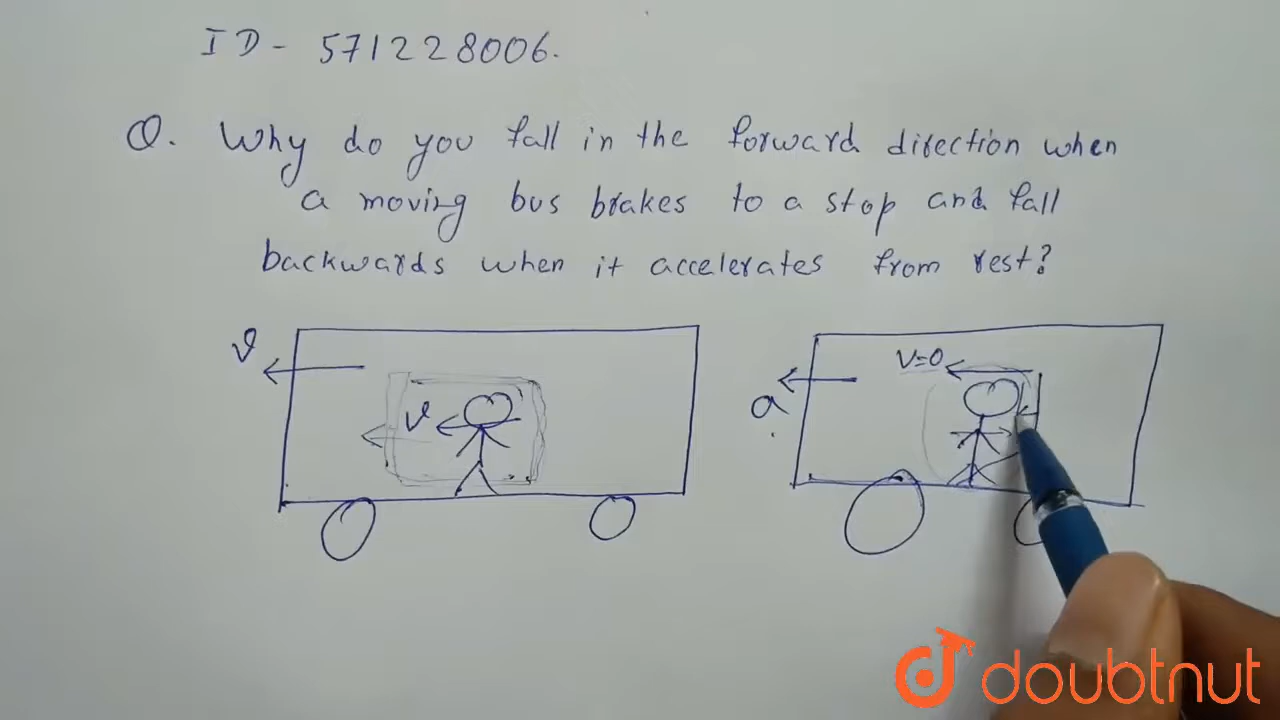 ID- 571228006.
Q. Why do you fall in the forward direction when
a moving bus brakes to a stop and fall
backwards when it accelerates from rest?
v
v
V=0
a
doubtnut